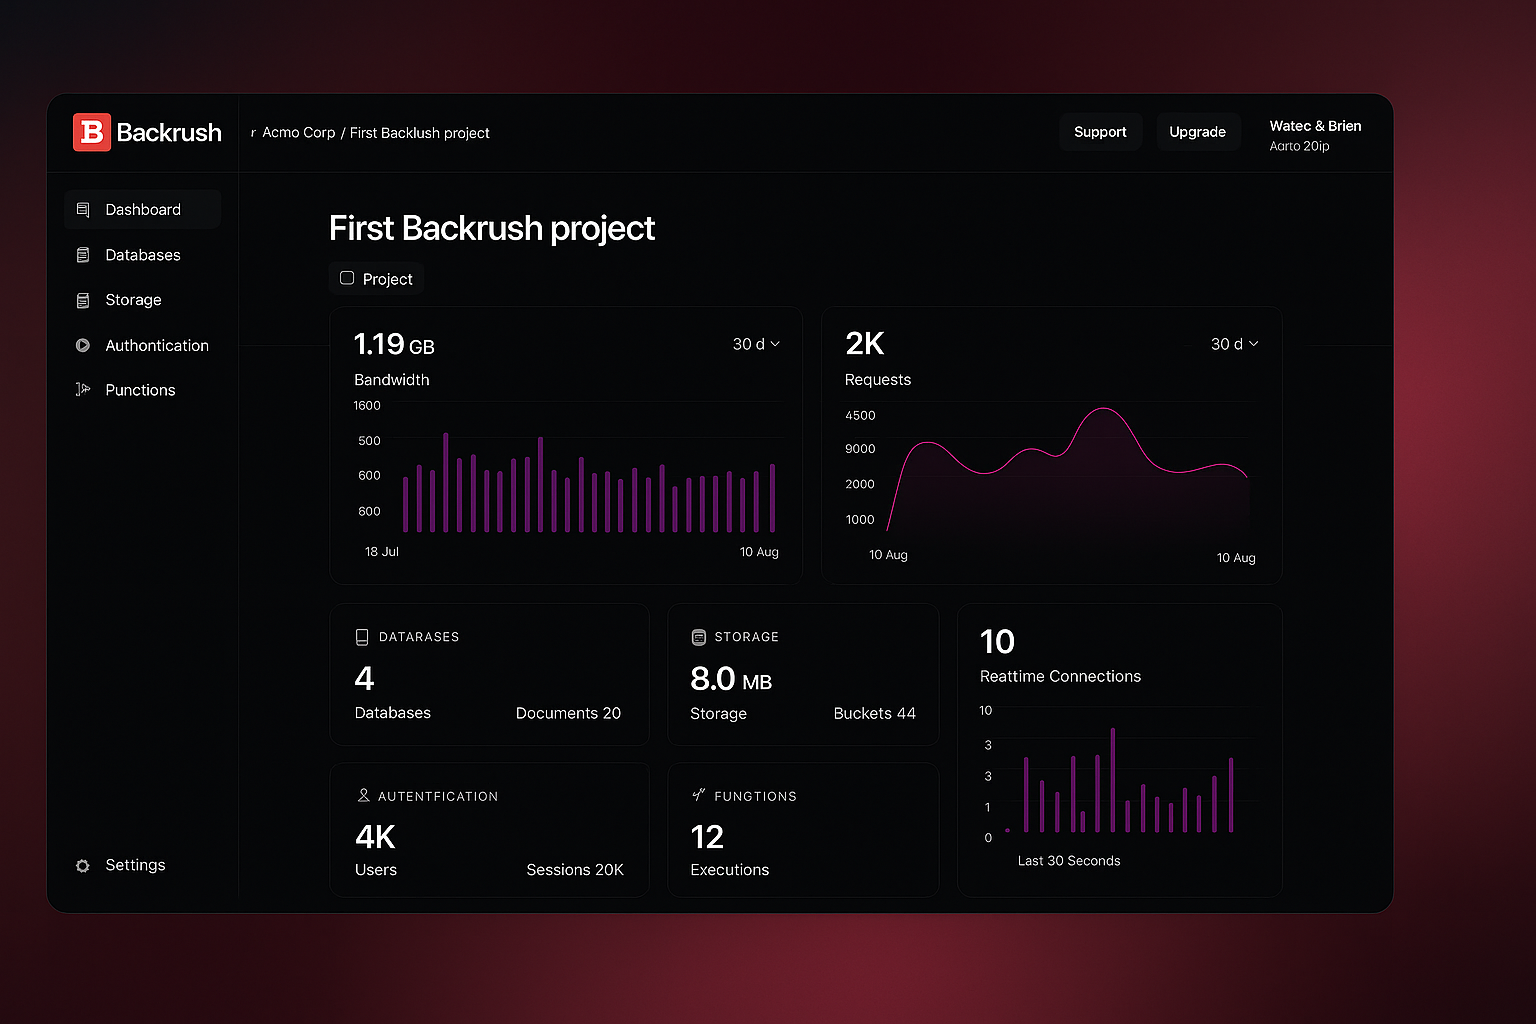 B Backrush
r Acmo Corp / First Backlush project
Support
Upgrade
Watec & Brien
Aarto 20ip
Dashboard
Databases
Storage
Authontication
Punctions
Settings
First Backrush project
Project
1.19 GB
30 d
Bandwidth
1600
500
600
600
18 Jul
10 Aug
2K
30 d
Requests
4500
9000
2000
1000
10 Aug
10 Aug
DATARASES
4
Databases
Documents 20
STORAGE
8.0 MB
Storage
Buckets 44
10
Reattime Connections
10
3
3
1
0
Last 30 Seconds
AUTENTFICATION
4K
Users
Sessions 20K
FUNGTIONS
12
Executions